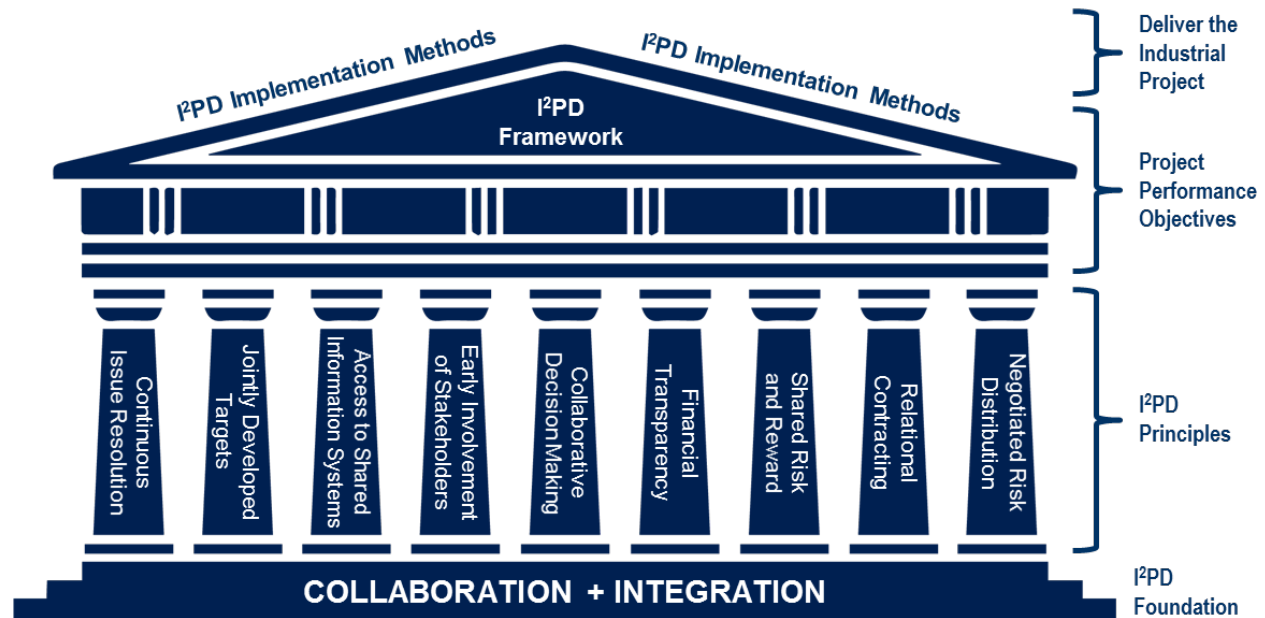 I²PD Implementation Methods
I²PD Implementation Methods
Deliver the
Industrial
Project
I²PD
Framework
Project
Performance
Objectives
Continuous
Issue Resolution
Jointly Developed
Targets
Access to Shared
Information Systems
Early Involvement
of Stakeholders
Collaborative
Decision Making
Financial
Transparency
Shared Risk
and Reward
Relational
Contracting
Negotiated Risk
Distribution
I²PD
Principles
COLLABORATION + INTEGRATION
I²PD
Foundation